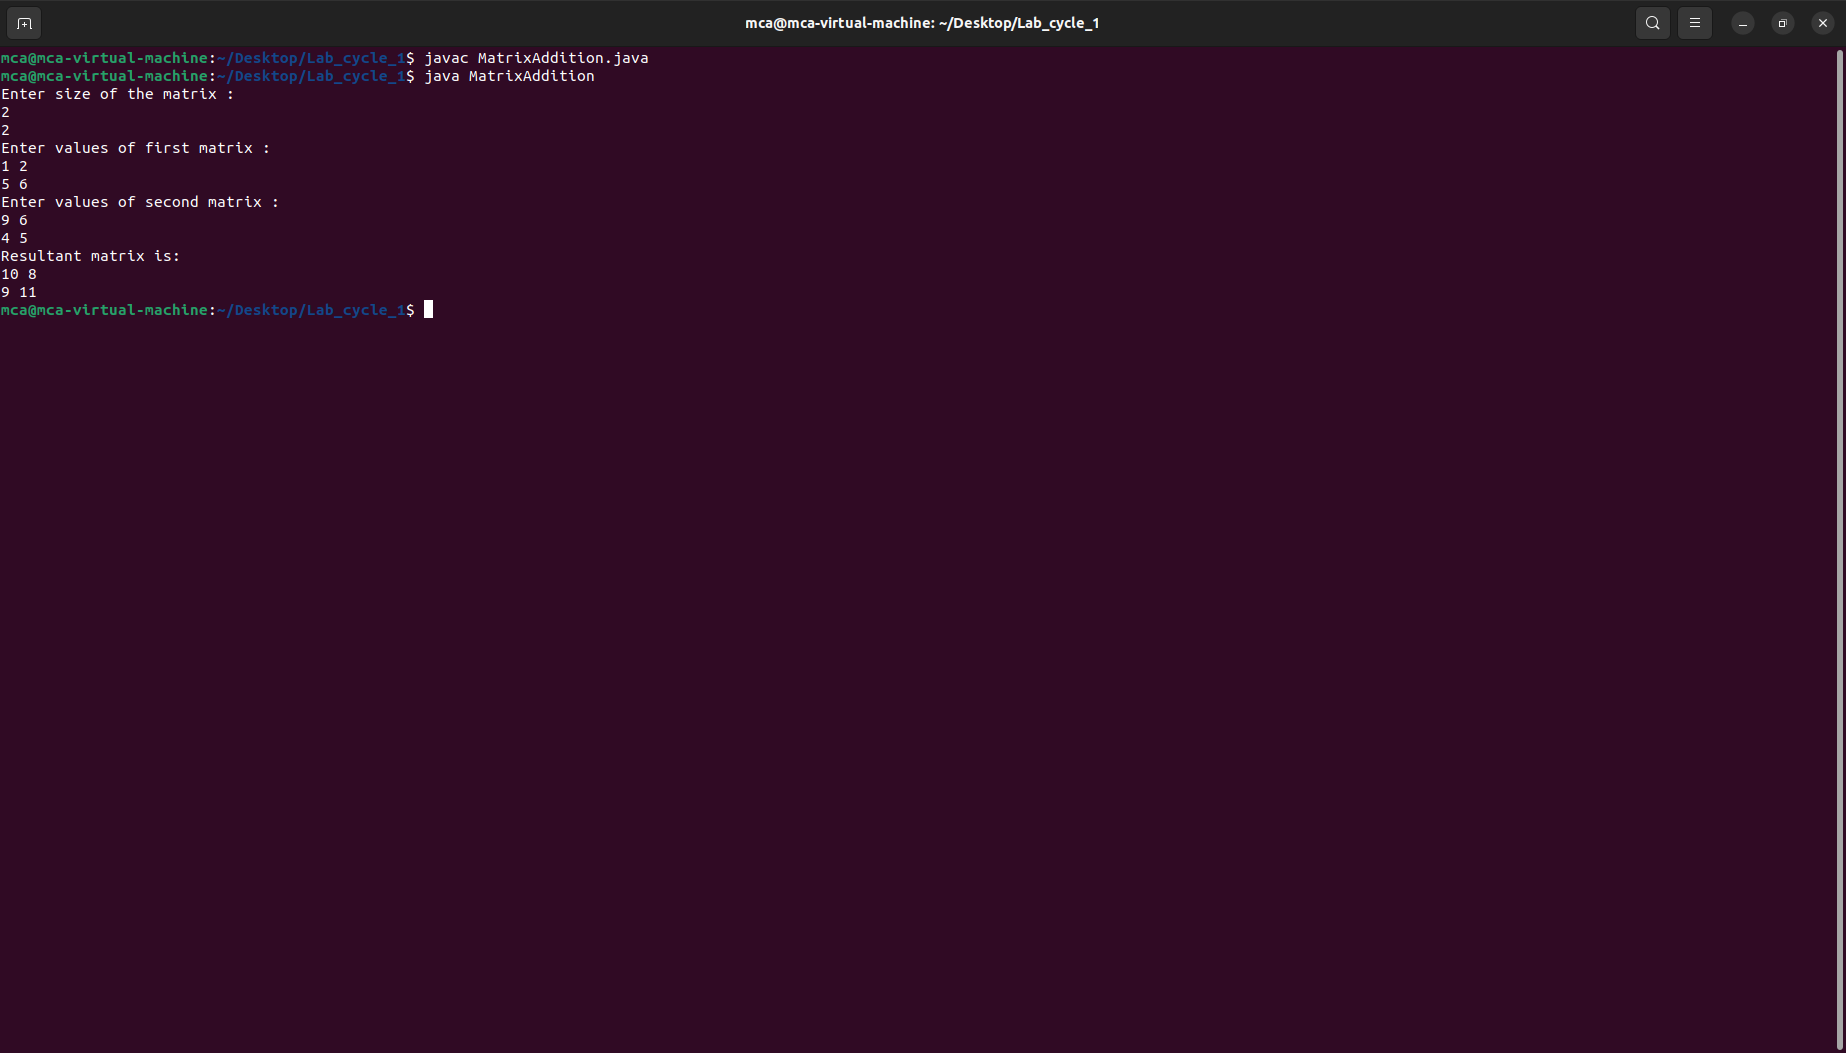 mca@mca-virtual-machine: ~/Desktop/Lab_cycle_1
mca@mca-virtual-machine:~/Desktop/Lab_cycle_1$ javac MatrixAddition.java
mca@mca-virtual-machine:~/Desktop/Lab_cycle_1$ java MatrixAddition
Enter size of the matrix :
2
2
Enter values of first matrix :
1 2
5 6
Enter values of second matrix :
9 6
4 5
Resultant matrix is:
10 8
9 11
mca@mca-virtual-machine:~/Desktop/Lab_cycle_1$